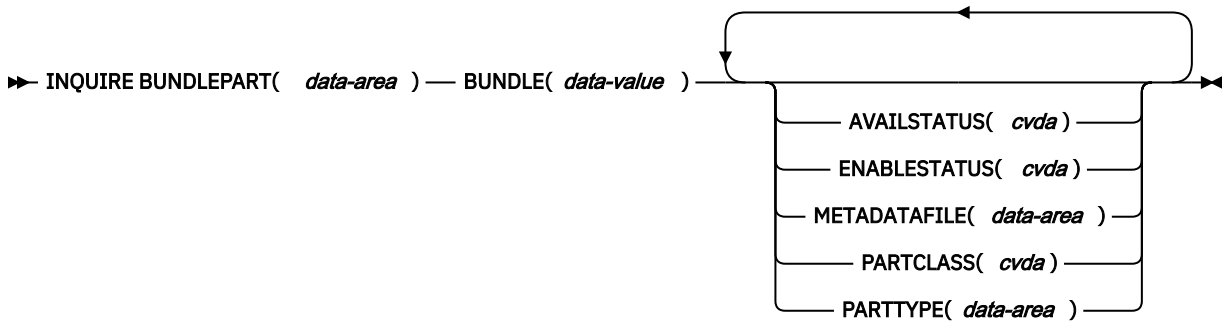 INQUIRE BUNDLEPART( data-area ) BUNDLE( data-value )
AVAILSTATUS( cvda )
ENABLESTATUS( cvda )
METADATAFILE( data-area )
PARTCLASS( cvda )
PARTTYPE( data-area )